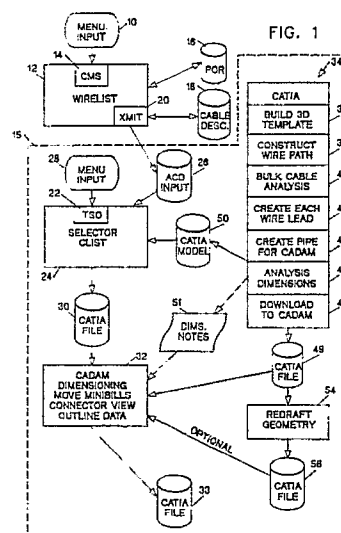 FIG. 1
MENU
INPUT
10
14
CMS
12
WIRELIST
20
XMIT
16
POR
18
CABLE
DESC.
15
28
MENU
INPUT
26
ACD
INPUT
22
TSO
SELECTOR
CLIST
24
50
CATIA
MODEL
30
CATIA
FILE
51
DIMS.
NOTES
32
CADAM
DIMENSIONING
MOVE MINIBILLS
CONNECTOR VIEW
OUTLINE DATA
33
CATIA
FILE
34
CATIA
BUILD 3D
TEMPLATE
CONSTRUCT
WIRE PATH
BULK CABLE
ANALYSIS
CREATE EACH
WIRE LEAD
CREATE PIPE
FOR CADAM
ANALYSIS
DIMENSIONS
DOWNLOAD
TO CADAM
49
CATIA
FILE
54
REDRAFT
GEOMETRY
OPTIONAL
56
CATIA
FILE